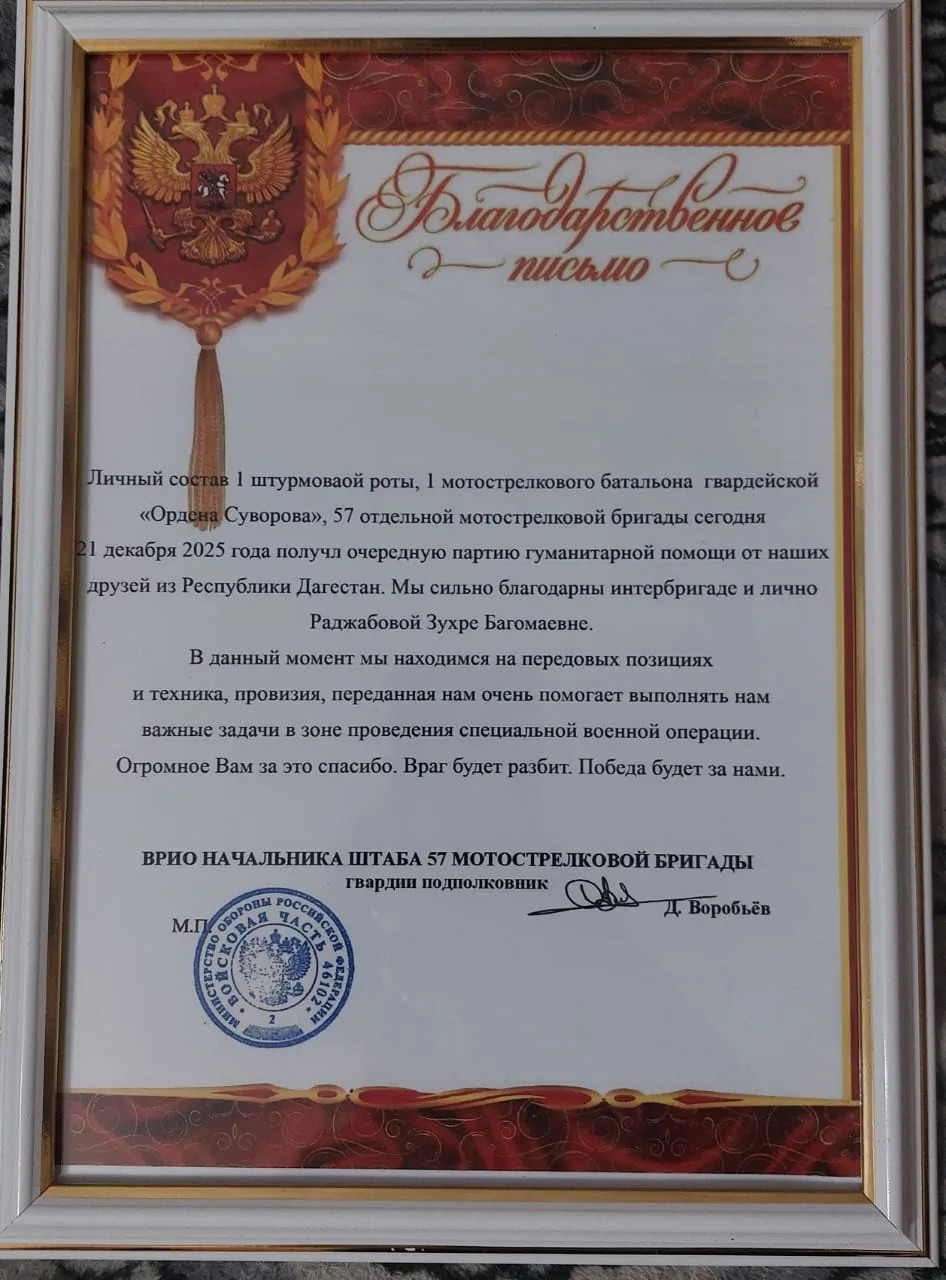 Благодарственное
письмо
Личный состав 1 штурмоваой роты, 1 мотострелкового батальона гвардейской
«Ордена Суворова», 57 отдельной мотострелковой бригады сегодня
21 декабря 2025 года получл очередную партию гуманитарной помощи от наших
друзей из Республики Дагестан. Мы сильно благодарны интербригаде и лично
Раджабовой Зухре Багомаевне.
В данный момент мы находимся на передовых позициях
и техника, провизия, переданная нам очень помогает выполнять нам
важные задачи в зоне проведения специальной военной операции.
Огромное Вам за это спасибо. Враг будет разбит. Победа будет за нами.
ВРИО НАЧАЛЬНИКА ШТАБА 57 МОТОСТРЕЛКОВОЙ БРИГАДЫ
гвардии подполковник
Д. Воробьёв
М.П.
МИНИСТЕРСТВО ОБОРОНЫ РОССИЙСКОЙ ФЕДЕРАЦИИ
* ВОЙСКОВАЯ ЧАСТЬ 46102 *
2